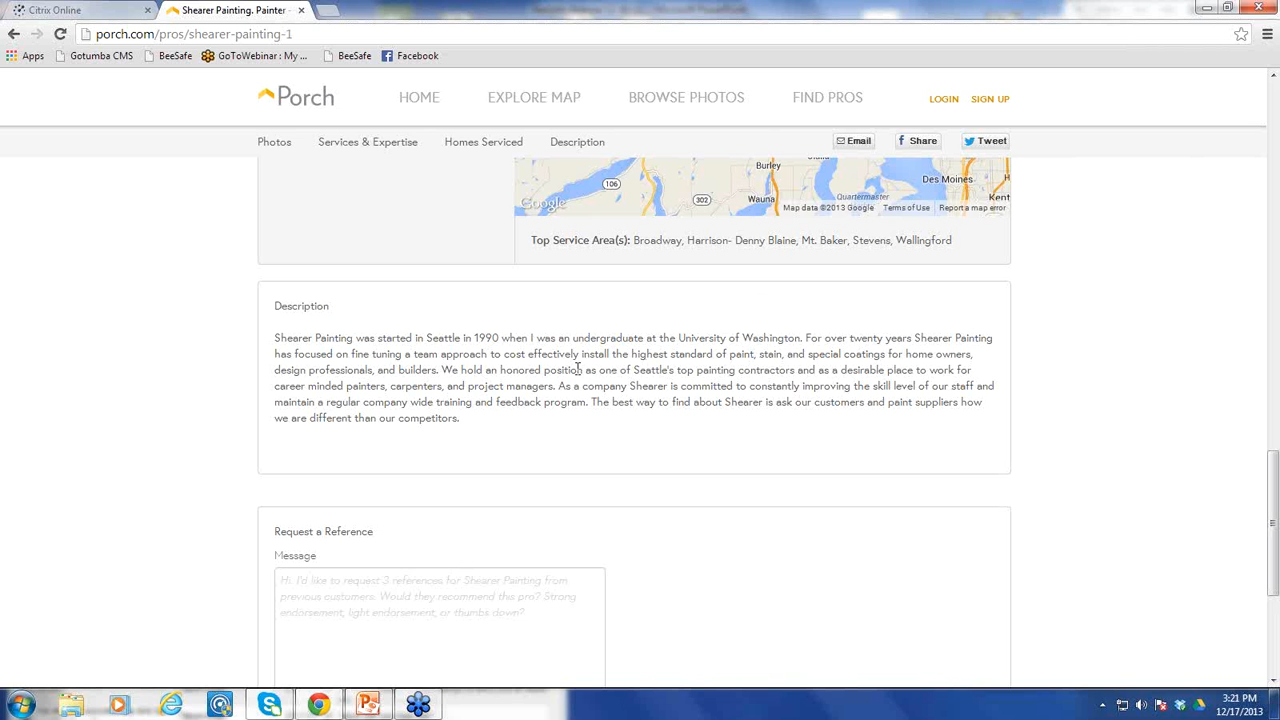 Citrix Online
Shearer Painting. Painter
porch.com/pros/shearer-painting-1
Apps Gotumba CMS BeeSafe GoToWebinar : My ... BeeSafe Facebook
Porch HOME EXPLORE MAP BROWSE PHOTOS FIND PROS LOGIN SIGN UP
Photos Services & Expertise Homes Serviced Description Email Share Tweet
Burley
Des Moines
106
302
Wauna
Quartermaster
Kent
Google
Map data ©2013 Google Terms of Use Report a map error
Top Service Area(s): Broadway, Harrison- Denny Blaine, Mt. Baker, Stevens, Wallingford
Description
Shearer Painting was started in Seattle in 1990 when I was an undergraduate at the University of Washington. For over twenty years Shearer Painting
has focused on fine tuning a team approach to cost effectively install the highest standard of paint, stain, and special coatings for home owners,
design professionals, and builders. We hold an honored position as one of Seattle's top painting contractors and as a desirable place to work for
career minded painters, carpenters, and project managers. As a company Shearer is committed to constantly improving the skill level of our staff and
maintain a regular company wide training and feedback program. The best way to find about Shearer is ask our customers and paint suppliers how
we are different than our competitors.
Request a Reference
Message
Hi. I'd like to request 3 references for Shearer Painting from
previous customers. Would they recommend this pro? Strong
endorsement, light endorsement, or thumbs down?
3:21 PM
12/17/2013